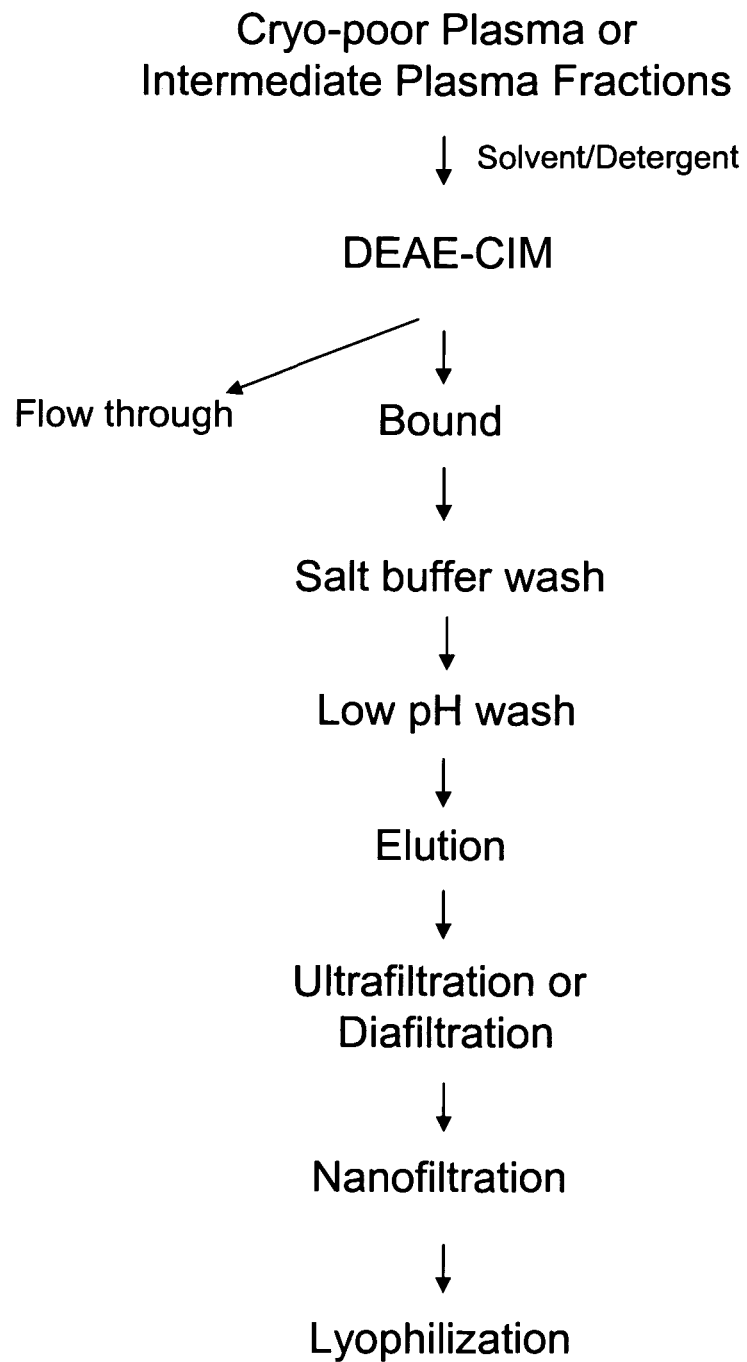 Cryo-poor Plasma or
Intermediate Plasma Fractions
Solvent/Detergent
DEAE-CIM
Flow through
Bound
Salt buffer wash
Low pH wash
Elution
Ultrafiltration or
Diafiltration
Nanofiltration
Lyophilization